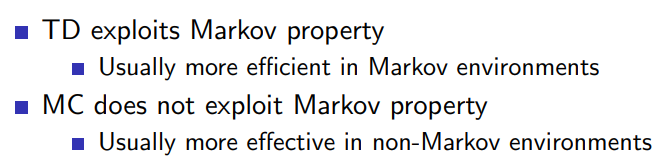 TD exploits Markov property
Usually more efficient in Markov environments
MC does not exploit Markov property
Usually more effective in non-Markov environments